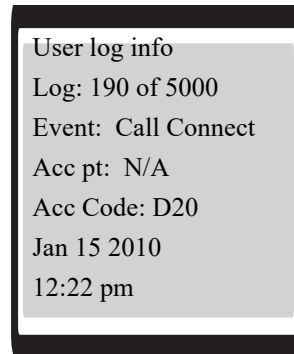 User log info
Log: 190 of 5000
Event:  Call Connect
Acc pt:  N/A
Acc Code: D20
Jan 15 2010
12:22 pm